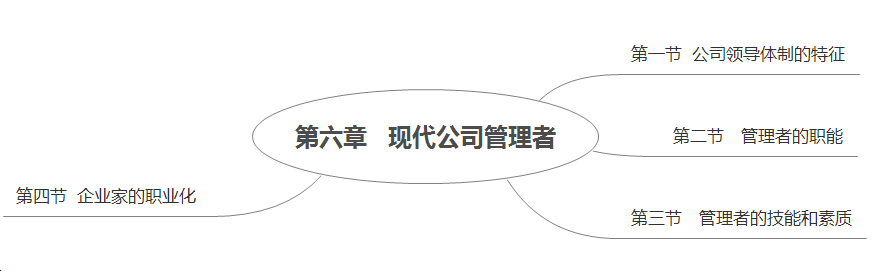 第六章 现代公司管理者
第一节 公司领导体制的特征
第二节 管理者的职能
第三节 管理者的技能和素质
第四节 企业家的职业化